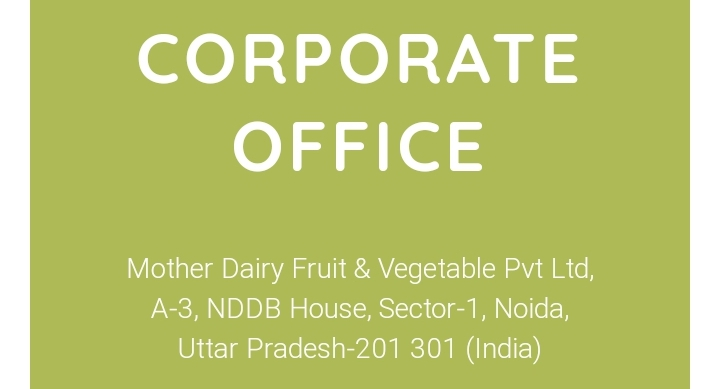 CORPORATE
OFFICE
Mother Dairy Fruit & Vegetable Pvt Ltd,
A-3, NDDB House, Sector-1, Noida,
Uttar Pradesh-201 301 (India)